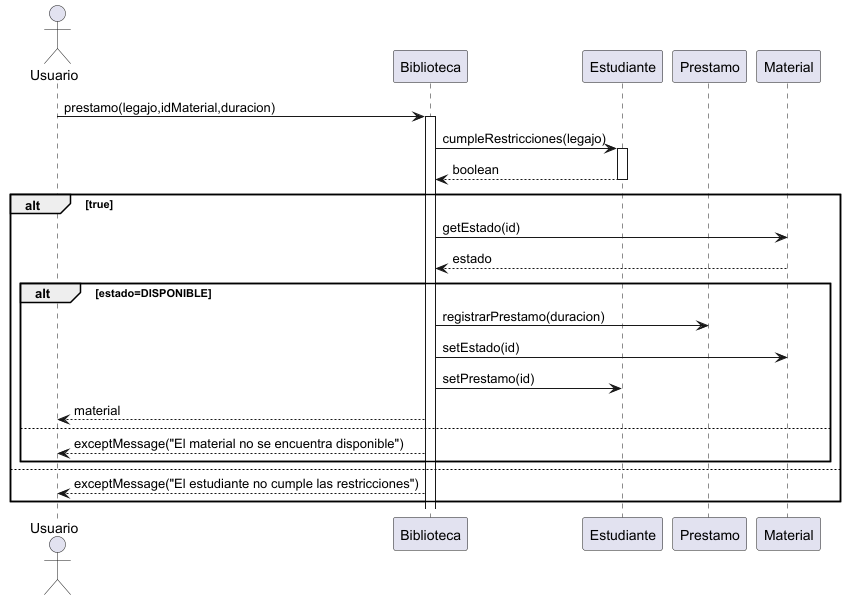 Usuario
Biblioteca
Estudiante
Prestamo
Material
prestamo(legajo,idMaterial,duracion)
cumpleRestricciones(legajo)
boolean
alt
[true]
getEstado(id)
estado
alt
[estado=DISPONIBLE]
registrarPrestamo(duracion)
setEstado(id)
setPrestamo(id)
material
exceptMessage("El material no se encuentra disponible")
exceptMessage("El estudiante no cumple las restricciones")
Usuario
Biblioteca
Estudiante
Prestamo
Material